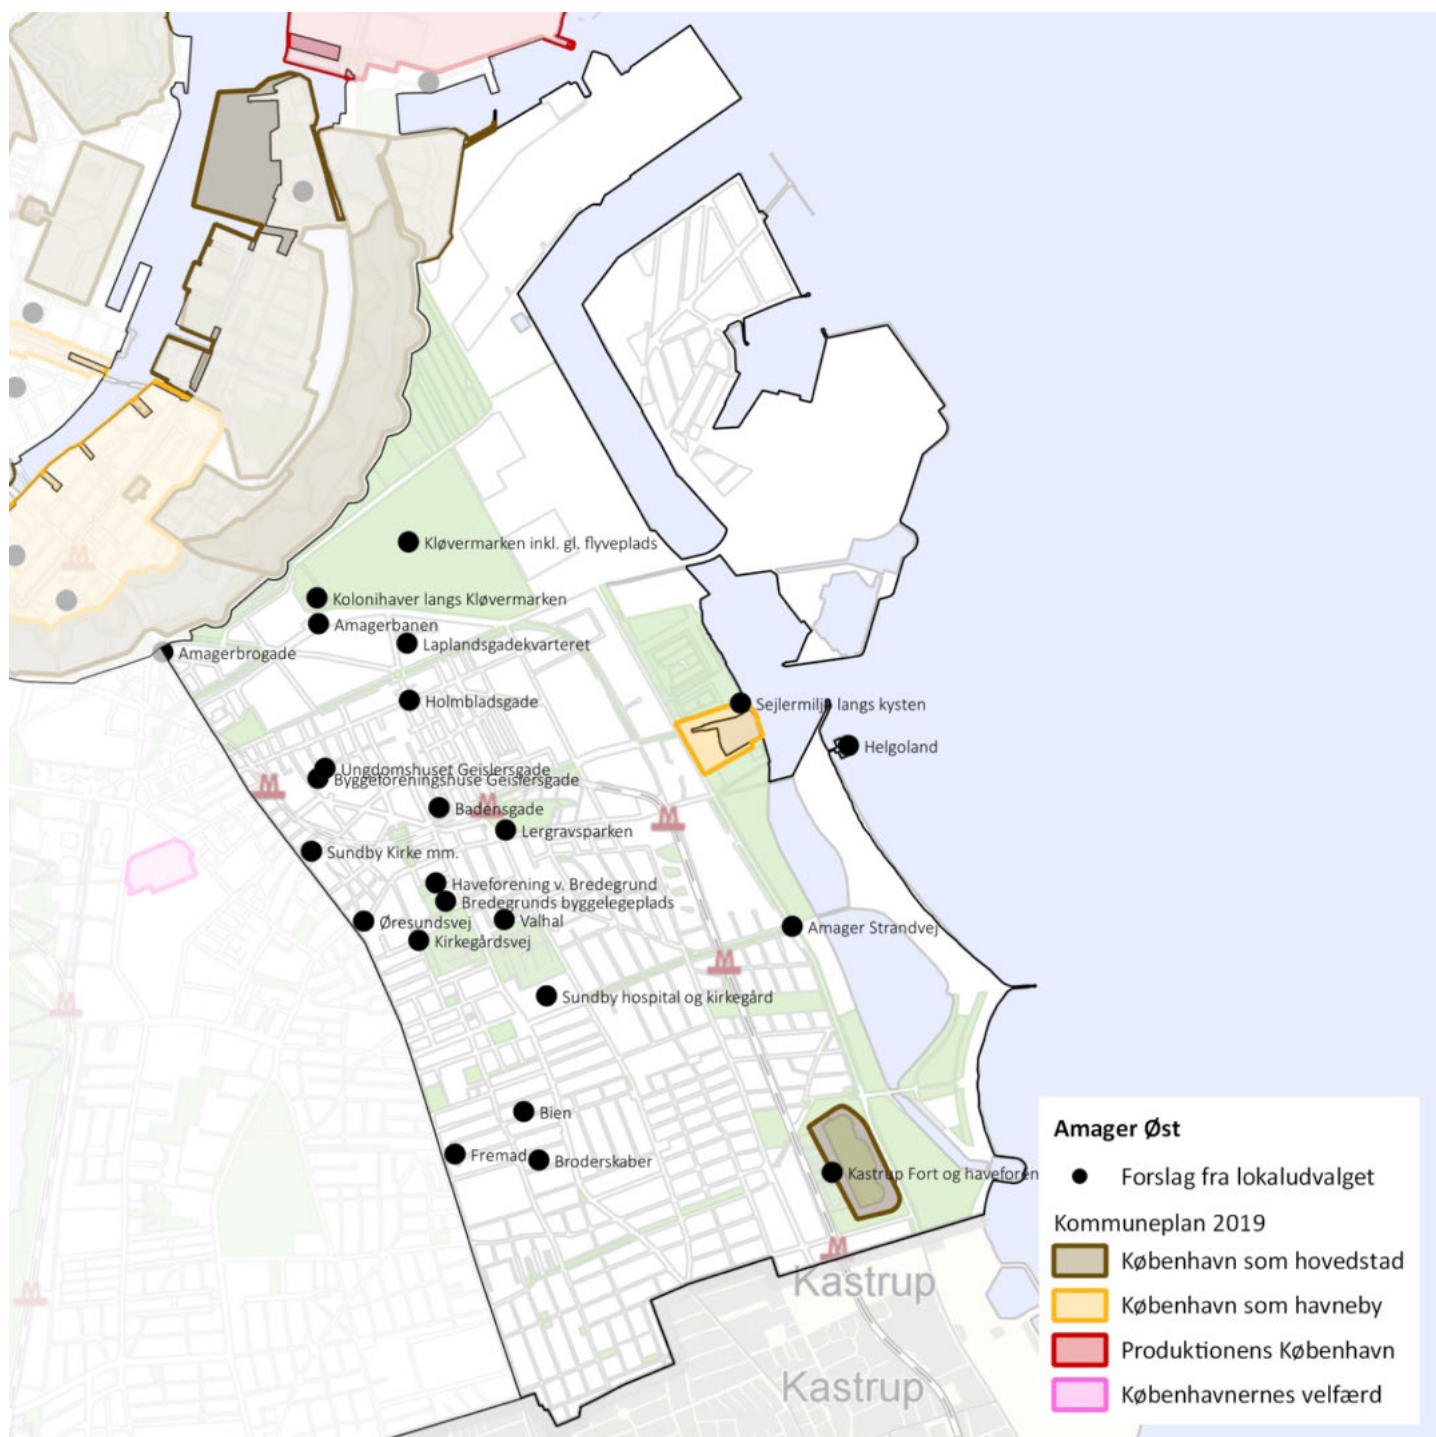 Kløvermarken inkl. gl. flyveplads
Kolonihaver langs Kløvermarken
Amagerbanen
Laplandsgadekvarteret
Amagerbrogade
Holmbladsgade
Sejlermiljø langs kysten
Helgoland
Ungdomshuset Geislersgade
Byggeforeningshuse Geislersgade
Badensgade
Lergravsparken
Sundby Kirke mm.
Haveforening v. Bredegrund
Bredegrunds byggelegeplads
Øresundsvej
Valhal
Kirkegårdsvej
Amager Strandvej
Sundby hospital og kirkegård
Bien
Fremad
Broderskaber
Kastrup Fort og haveforen
Kastrup
Kastrup
Amager Øst
Forslag fra lokaludvalget
Kommuneplan 2019
København som hovedstad
København som havneby
Produktionens København
Københavnernes velfærd